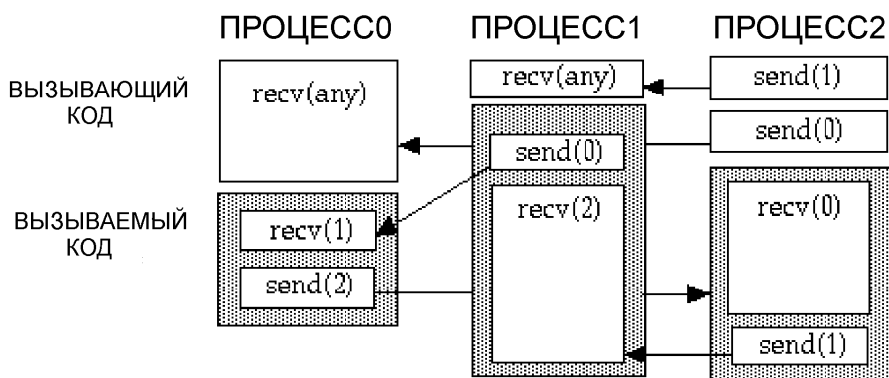 ПРОЦЕСС0 ПРОЦЕСС1 ПРОЦЕСС2
ВЫЗЫВАЮЩИЙ
КОД
recv(any)
recv(any)
send(1)
send(0)
send(0)
ВЫЗЫВАЕМЫЙ
КОД
recv(1)
recv(2)
recv(0)
send(2)
send(1)